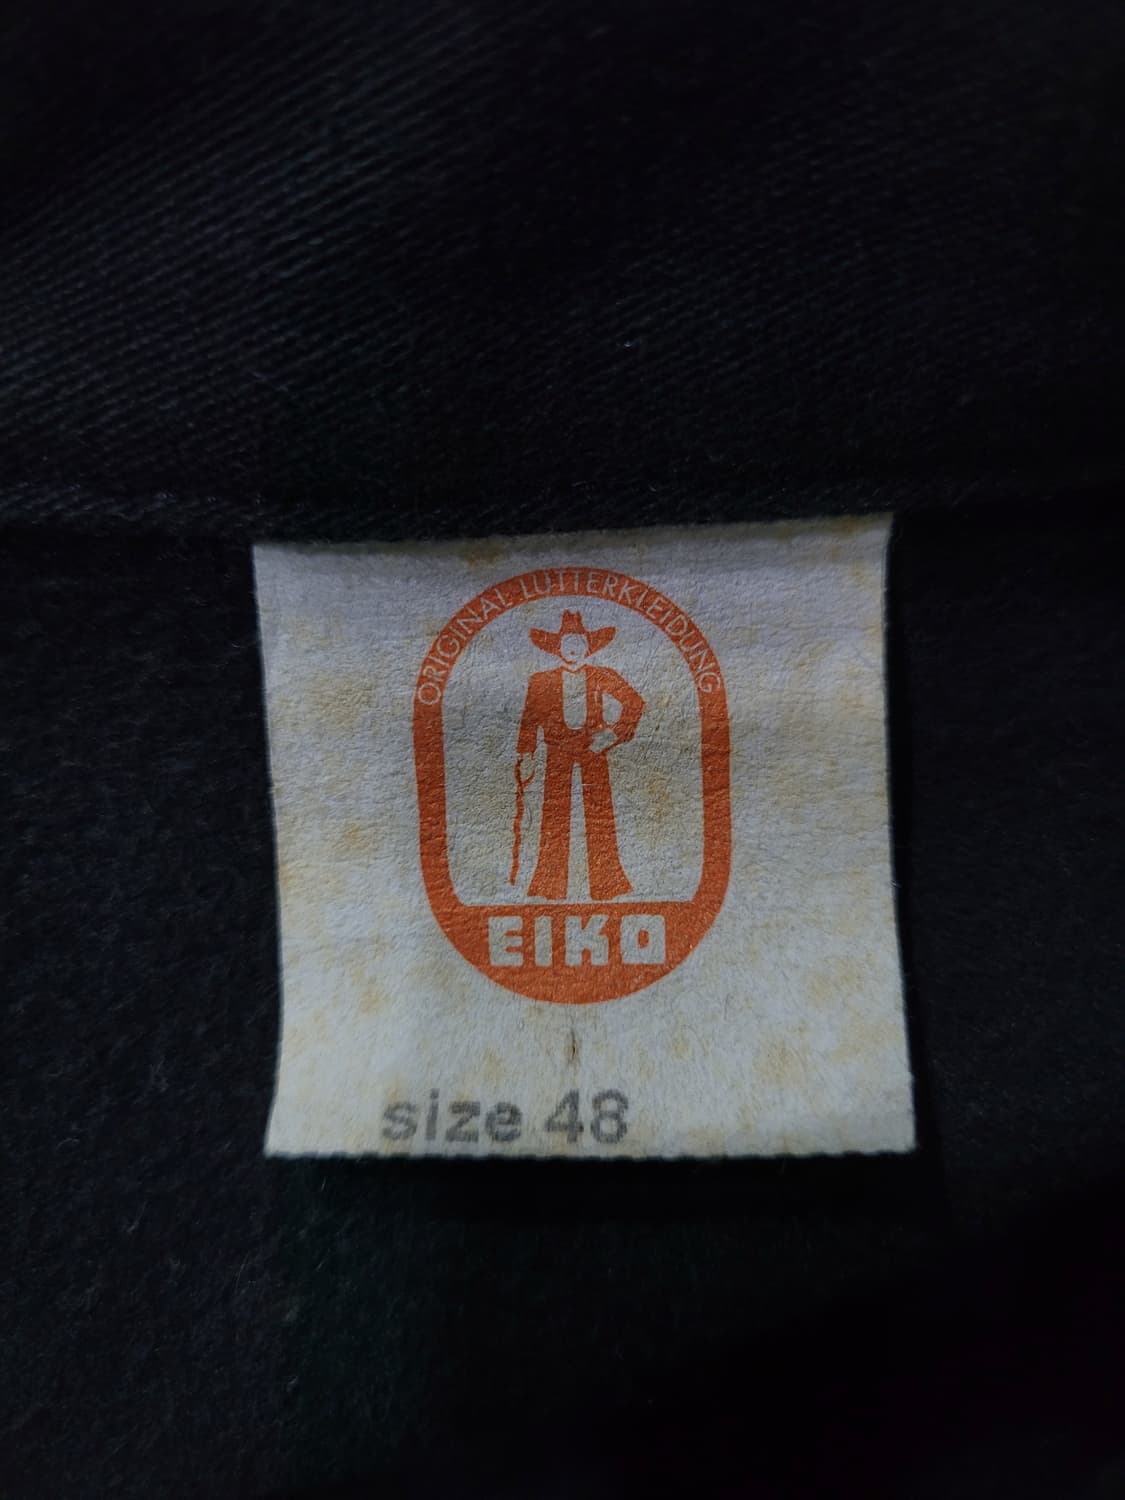 ORIGINAL LUTTERKLEIDUNG
EIKO
size 48